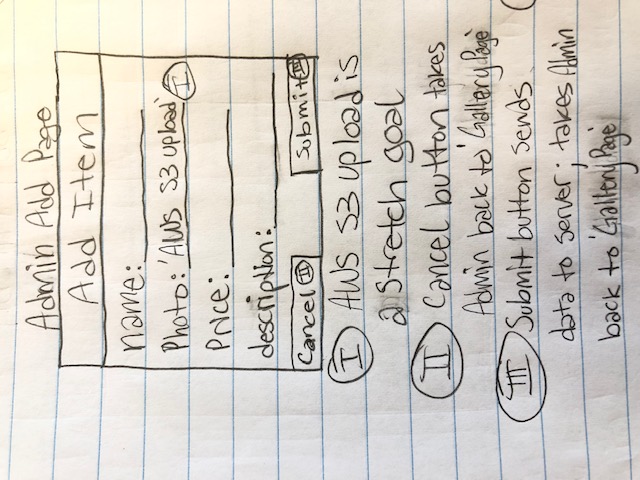 Admin Add Page
Add Item
name:
Photo: 'AWS S3 upload' I
Price:
description:
Cancel II Submit III
I AWS S3 upload is
a stretch goal
II Cancel button takes
Admin back to 'Gallery Page'
III Submit button sends
data to server; takes Admin
back to 'Gallery Page'